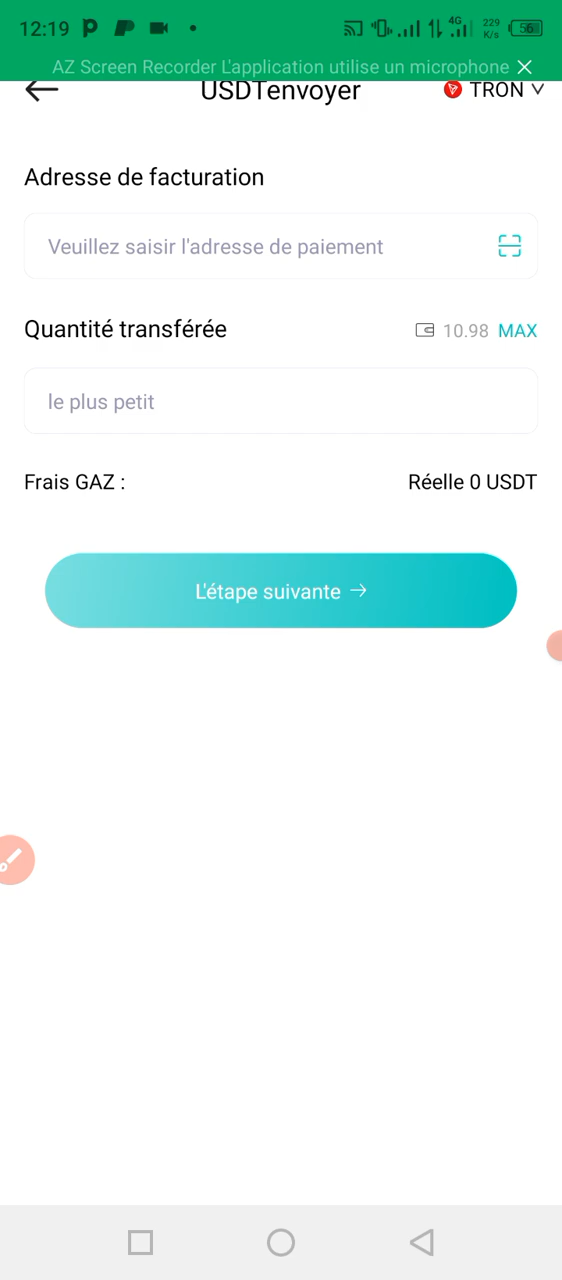 12:19 4G 229 K/s 56
AZ Screen Recorder L'application utilise un microphone
USDTenvoyer TRON
Adresse de facturation
Veuillez saisir l'adresse de paiement
Quantité transférée 10.98 MAX
le plus petit
Frais GAZ : Réelle 0 USDT
L'étape suivante →